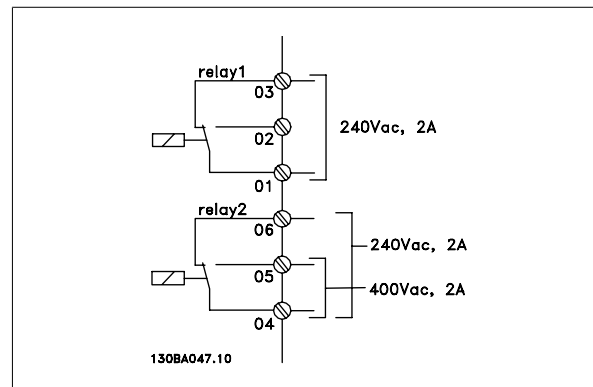 relay1
03
02
240Vac, 2A
01
relay2
06
240Vac, 2A
05
400Vac, 2A
04
130BA047.10